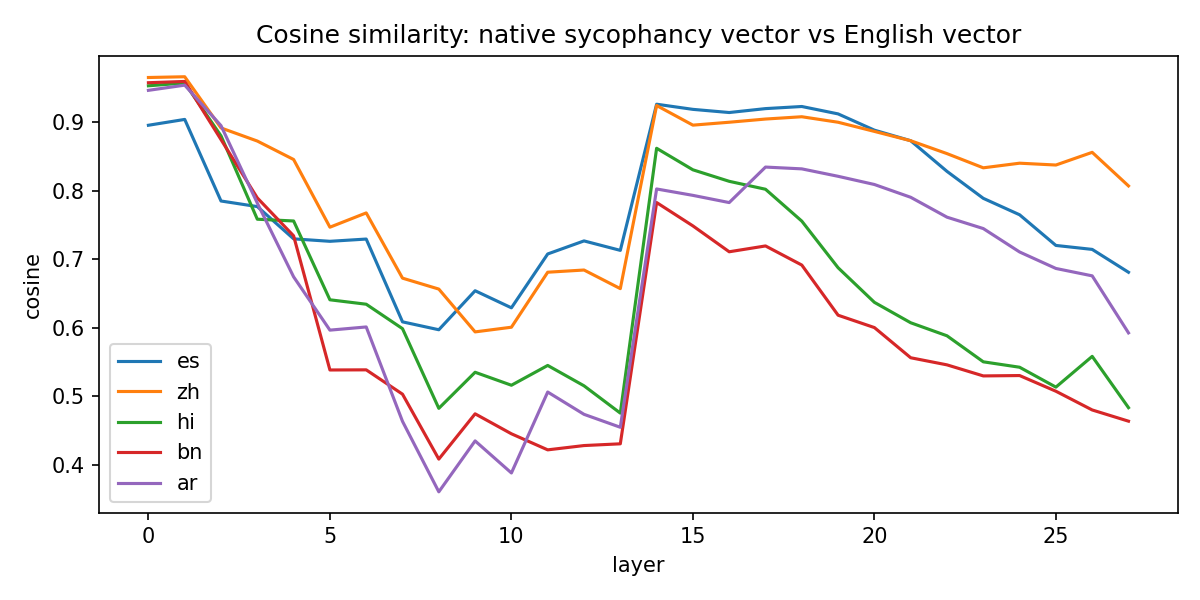 Cosine similarity: native sycophancy vector vs English vector
cosine
0.9
0.8
0.7
0.6
0.5
0.4
es
zh
hi
bn
ar
0
5
10
15
20
25
layer